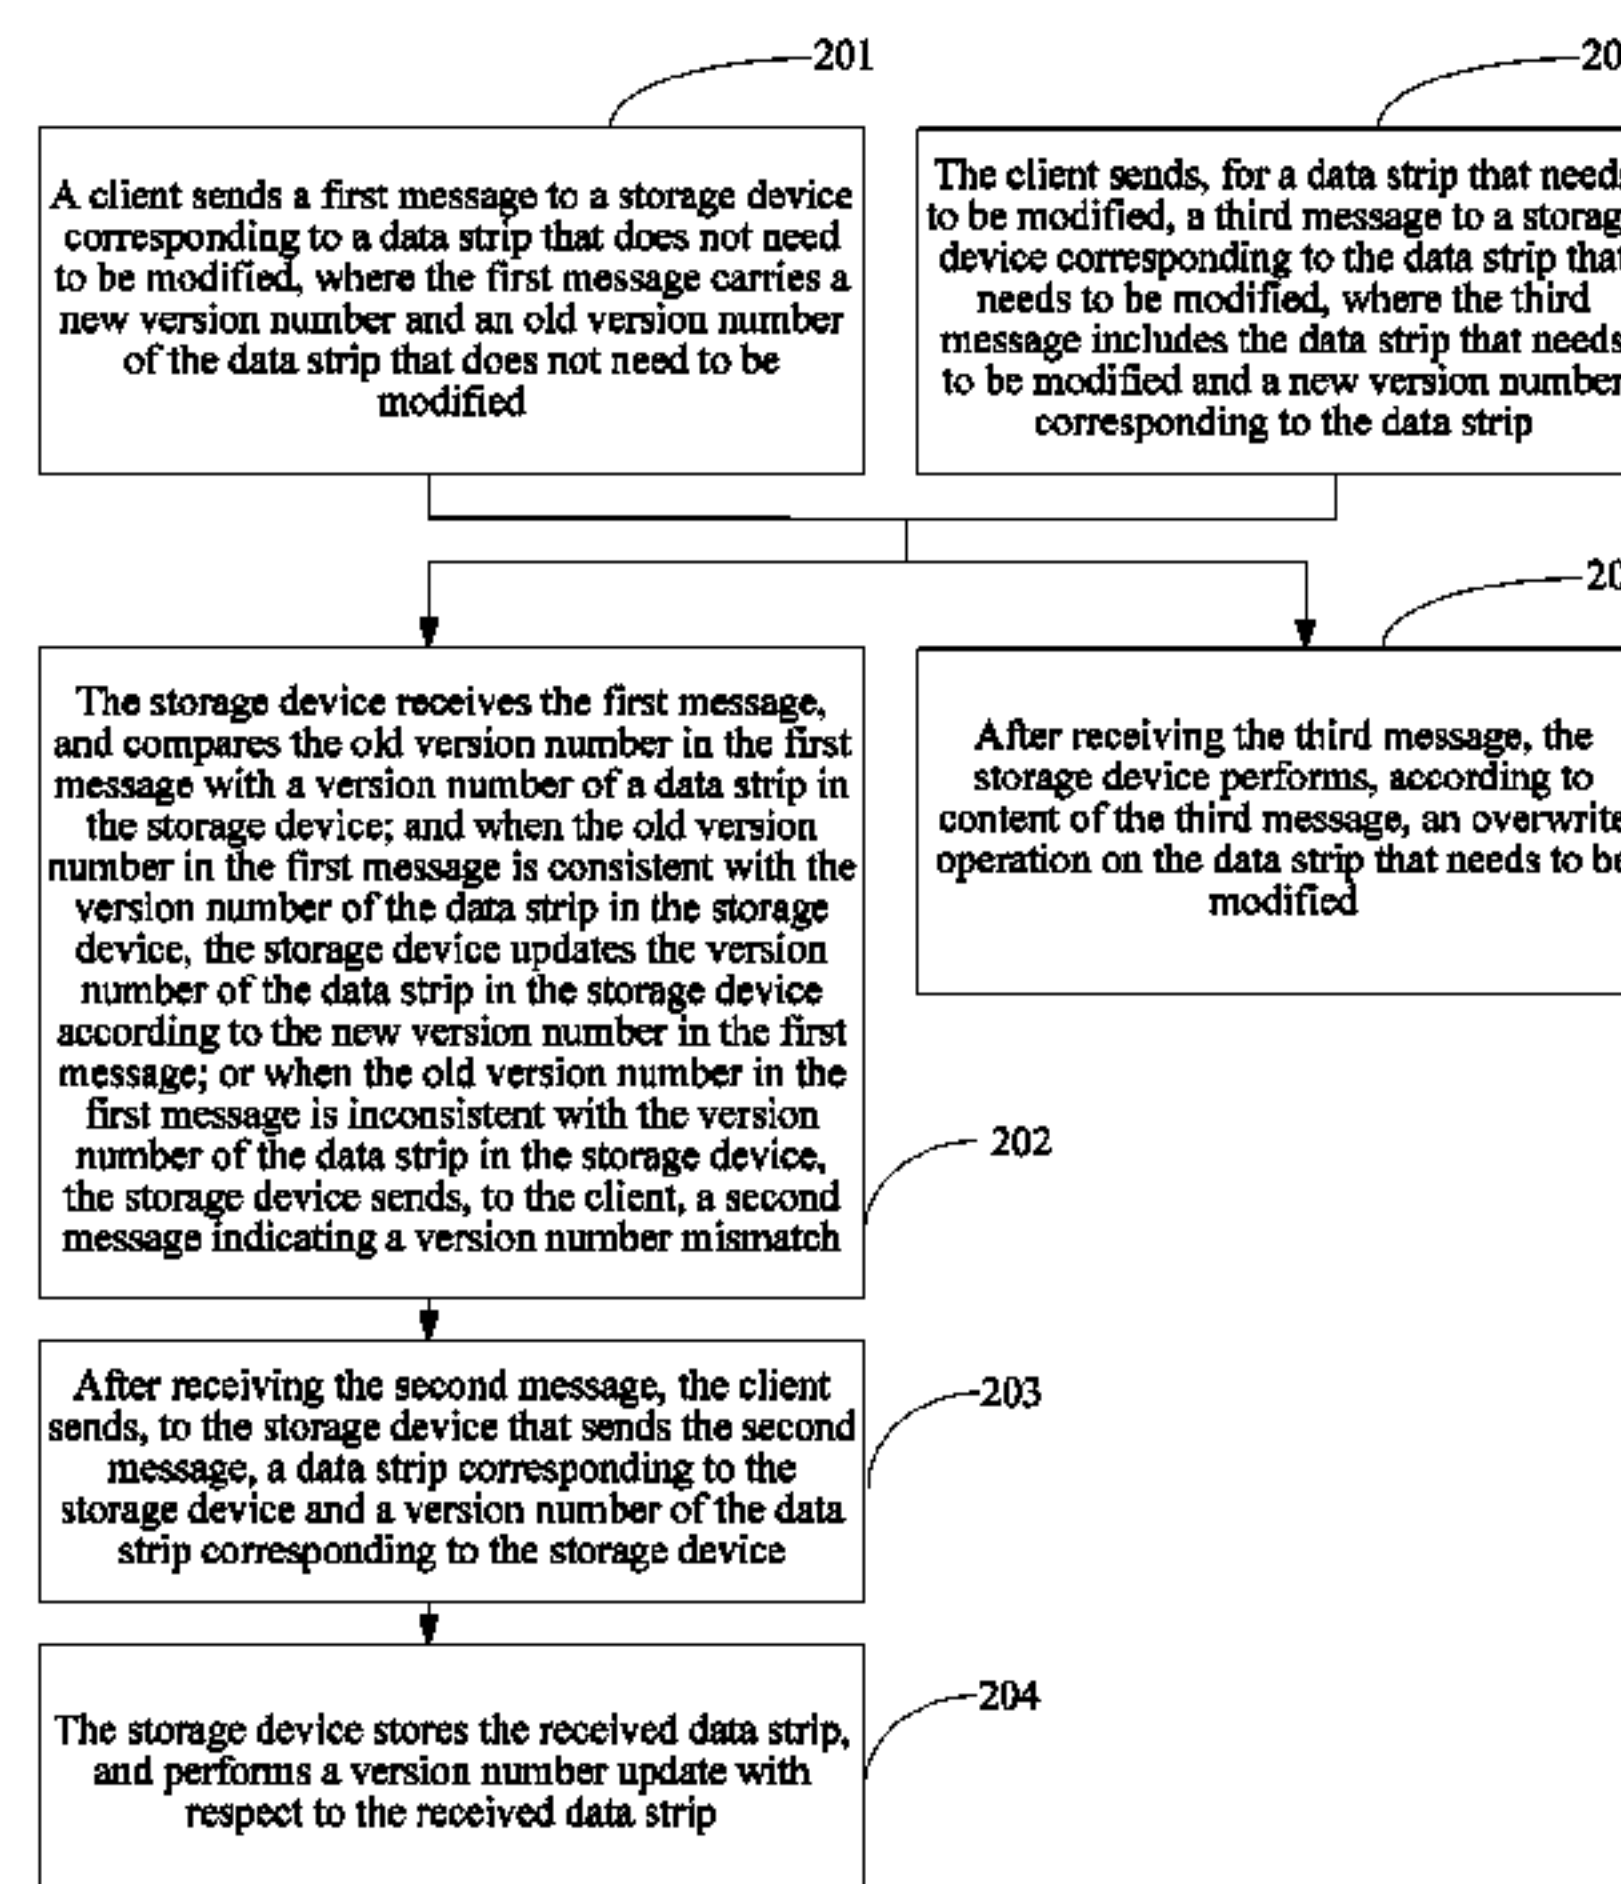 201
A client sends a first message to a storage device
corresponding to a data strip that does not need
to be modified, where the first message carries a
new version number and an old version number
of the data strip that does not need to be
modified
20
The client sends, for a data strip that needs
to be modified, a third message to a storag
device corresponding to the data strip that
needs to be modified, where the third
message includes the data strip that needs
to be modified and a new version number
corresponding to the data strip
The storage device receives the first message,
and compares the old version number in the first
message with a version number of a data strip in
the storage device; and when the old version
number in the first message is consistent with the
version number of the data strip in the storage
device, the storage device updates the version
number of the data strip in the storage device
according to the new version number in the first
message; or when the old version number in the
first message is inconsistent with the version
number of the data strip in the storage device,
the storage device sends, to the client, a second
message indicating a version number mismatch
202
20
After receiving the third message, the
storage device performs, according to
content of the third message, an overwrite
operation on the data strip that needs to be
modified
After receiving the second message, the client
sends, to the storage device that sends the second
message, a data strip corresponding to the
storage device and a version number of the data
strip corresponding to the storage device
203
The storage device stores the received data strip,
and performs a version number update with
respect to the received data strip
204